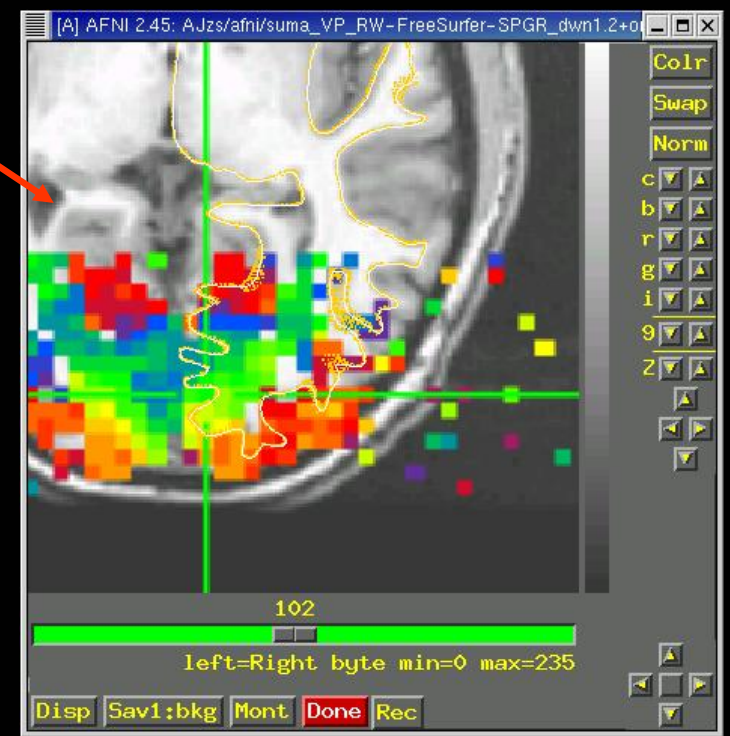 [A] AFNI 2.45: AJzs/afni/suma_VP_RW-FreeSurfer-SPGR_dwn1.2+o
Colr
Swap
Norm
c
b
r
g
i
9
Z
102
left=Right byte min=0 max=235
Disp Sav1:bkg Mont Done Rec